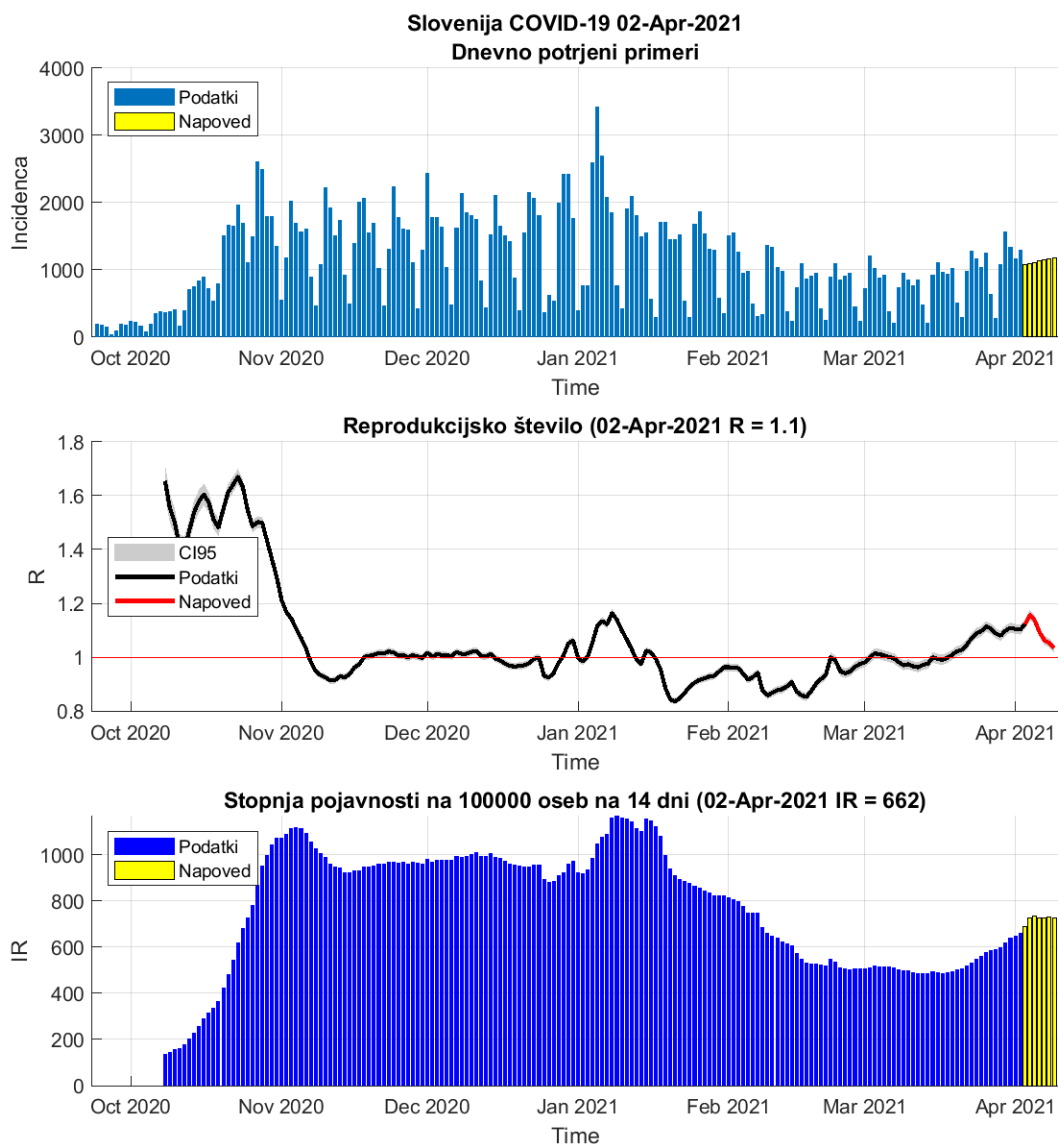 Slovenija COVID-19 02-Apr-2021
Dnevno potrjeni primeri
4000
3000
2000
1000
0
Incidenca
Podatki
Napoved
Oct 2020 Nov 2020 Dec 2020 Jan 2021 Feb 2021 Mar 2021 Apr 2021
Time
Reprodukcijsko število (02-Apr-2021 R = 1.1)
1.8
1.6
1.4
1.2
1
0.8
R
CI95
Podatki
Napoved
Oct 2020 Nov 2020 Dec 2020 Jan 2021 Feb 2021 Mar 2021 Apr 2021
Time
Stopnja pojavnosti na 100000 oseb na 14 dni (02-Apr-2021 IR = 662)
1000
800
600
400
200
0
IR
Podatki
Napoved
Oct 2020 Nov 2020 Dec 2020 Jan 2021 Feb 2021 Mar 2021 Apr 2021
Time